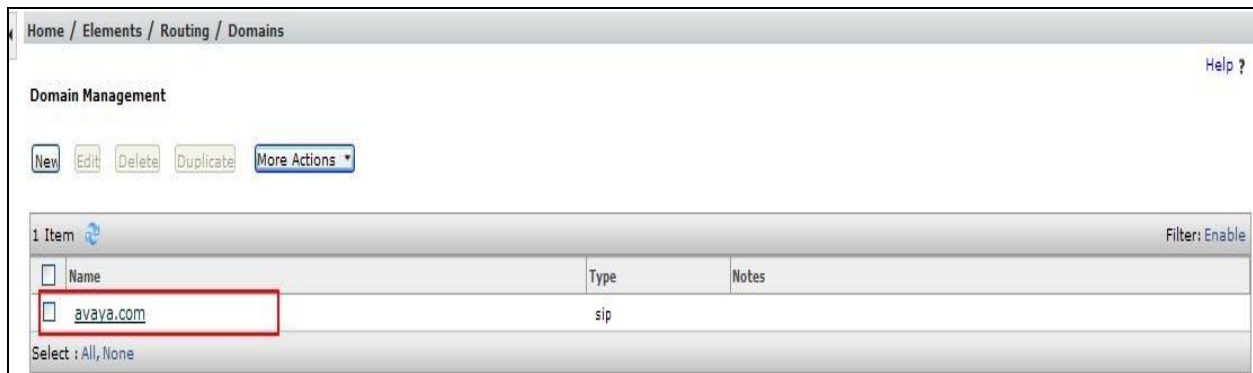 Home / Elements / Routing / Domains
Help ?
Domain Management
New Edit Delete Duplicate More Actions
1 Item Filter: Enable
Name Type Notes
avaya.com sip
Select : All, None